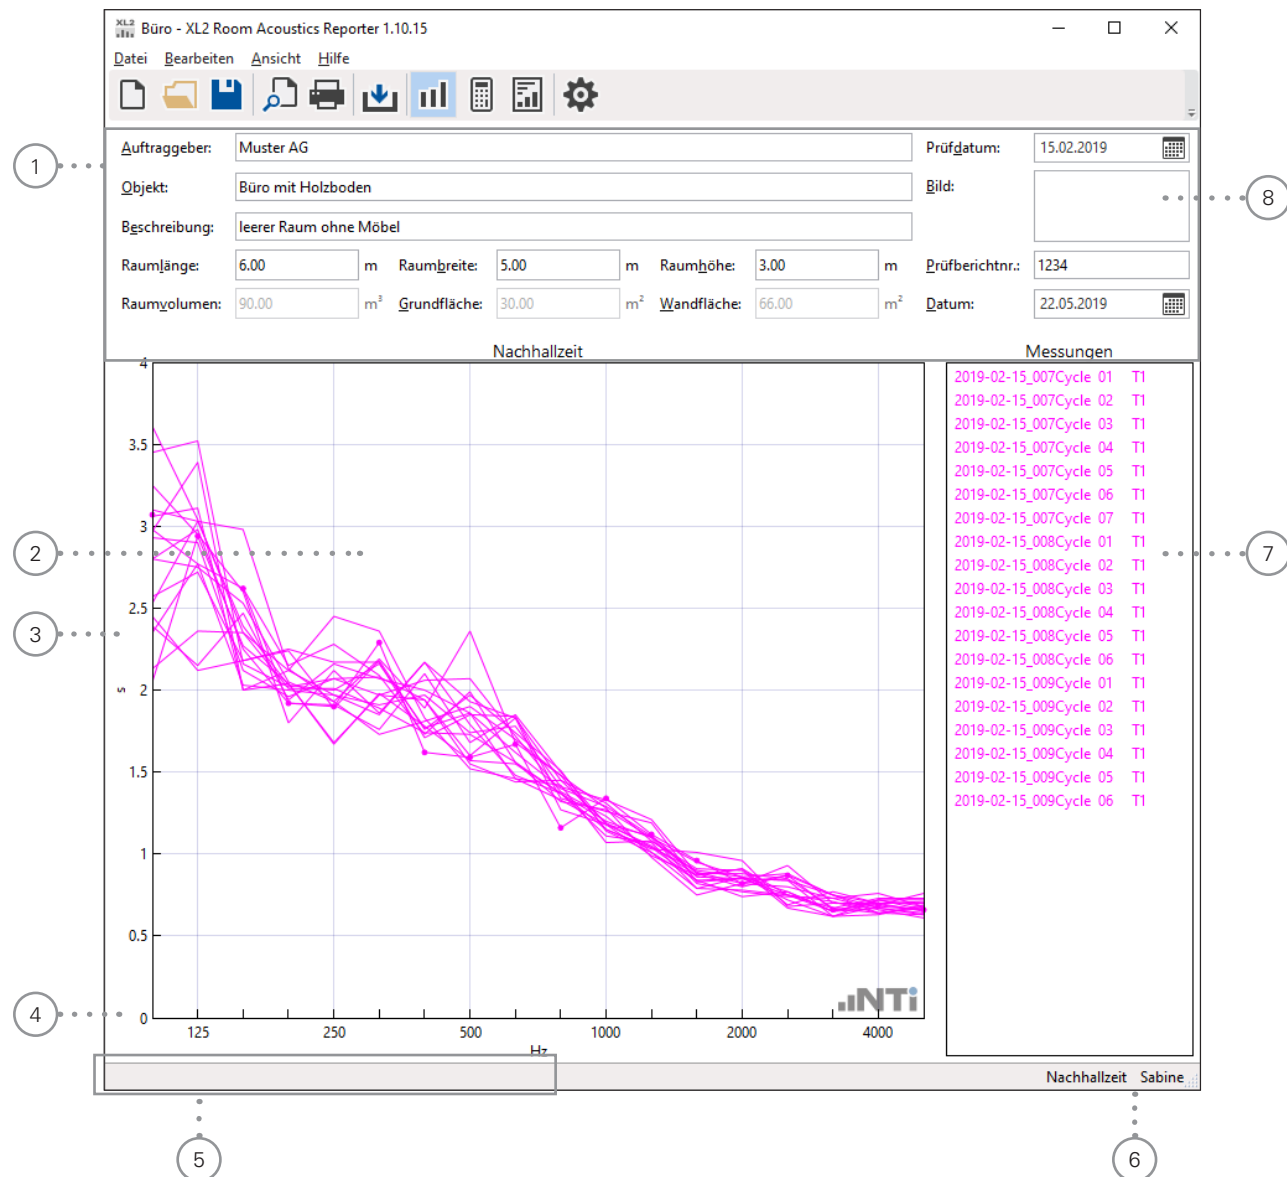 XL2 Büro - XL2 Room Acoustics Reporter 1.10.15
Datei Bearbeiten Ansicht Hilfe
1
Auftraggeber: Muster AG Prüfdatum: 15.02.2019
Objekt: Büro mit Holzboden Bild:
8
Beschreibung: leerer Raum ohne Möbel
Raumlänge: 6.00 m Raumbreite: 5.00 m Raumhöhe: 3.00 m Prüfberichtnr.: 1234
Raumvolumen: 90.00 m³ Grundfläche: 30.00 m² Wandfläche: 66.00 m² Datum: 22.05.2019
Nachhallzeit Messungen
4
3.5
3
2.5
2
1.5
1
0.5
0
s
125 250 500 1000 2000 4000
Hz
NTi
2019-02-15_007Cycle 01 T1
2019-02-15_007Cycle 02 T1
2019-02-15_007Cycle 03 T1
2019-02-15_007Cycle 04 T1
2019-02-15_007Cycle 05 T1
2019-02-15_007Cycle 06 T1
2019-02-15_007Cycle 07 T1
2019-02-15_008Cycle 01 T1
2019-02-15_008Cycle 02 T1
2019-02-15_008Cycle 03 T1
2019-02-15_008Cycle 04 T1
2019-02-15_008Cycle 05 T1
2019-02-15_008Cycle 06 T1
2019-02-15_009Cycle 01 T1
2019-02-15_009Cycle 02 T1
2019-02-15_009Cycle 03 T1
2019-02-15_009Cycle 04 T1
2019-02-15_009Cycle 05 T1
2019-02-15_009Cycle 06 T1
2
3
4
7
Nachhallzeit Sabine
5
6